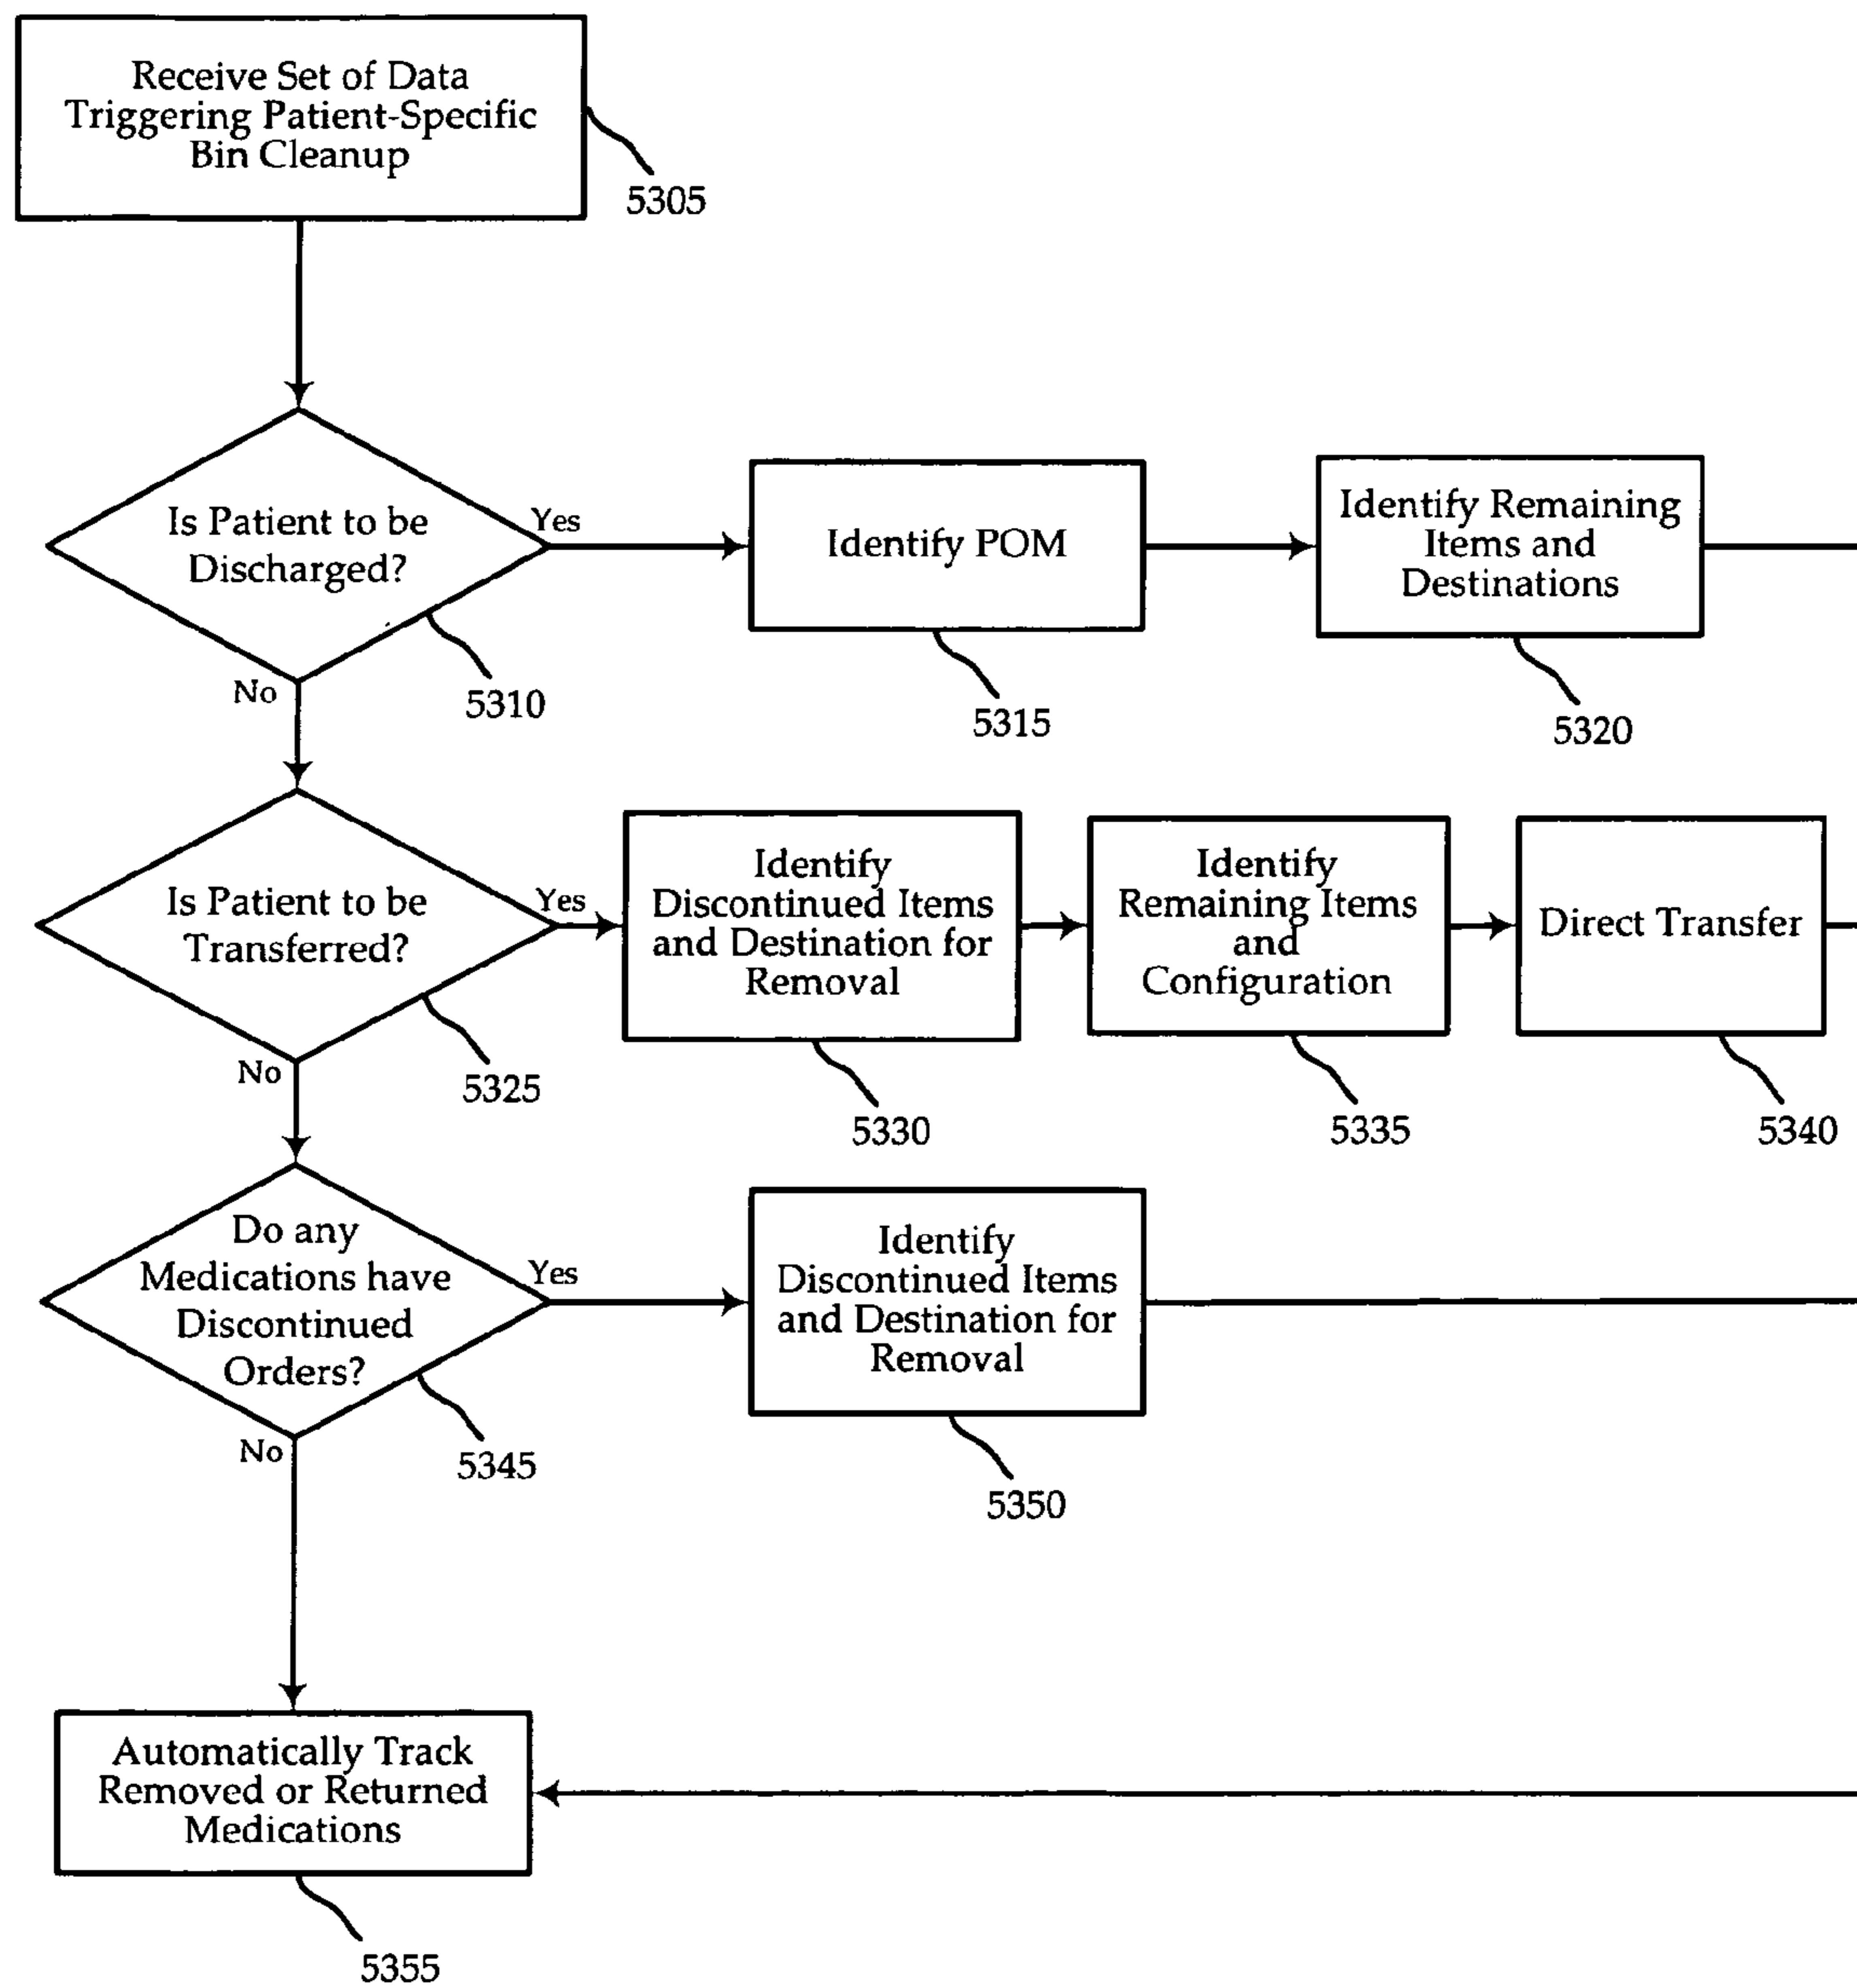 Receive Set of Data
Triggering Patient-Specific
Bin Cleanup
5305
Is Patient to be
Discharged?
Yes
No
5310
Identify POM
5315
Identify Remaining
Items and
Destinations
5320
Is Patient to be
Transferred?
Yes
No
5325
Identify
Discontinued Items
and Destination for
Removal
5330
Identify
Remaining Items
and
Configuration
5335
Direct Transfer
5340
Do any
Medications have
Discontinued
Orders?
Yes
No
5345
Identify
Discontinued Items
and Destination for
Removal
5350
Automatically Track
Removed or Returned
Medications
5355